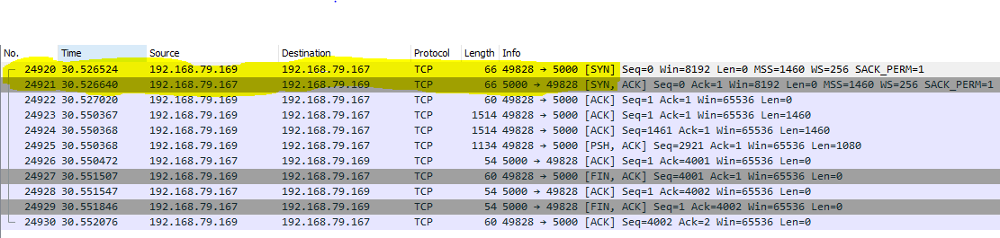 No. Time Source Destination Protocol Length Info
24920 30.526524 192.168.79.169 192.168.79.167 TCP 66 49828 → 5000 [SYN] Seq=0 Win=8192 Len=0 MSS=1460 WS=256 SACK_PERM=1
24921 30.526640 192.168.79.167 192.168.79.169 TCP 66 5000 → 49828 [SYN, ACK] Seq=0 Ack=1 Win=8192 Len=0 MSS=1460 WS=256 SACK_PERM=1
24922 30.527020 192.168.79.169 192.168.79.167 TCP 60 49828 → 5000 [ACK] Seq=1 Ack=1 Win=65536 Len=0
24923 30.550367 192.168.79.169 192.168.79.167 TCP 1514 49828 → 5000 [ACK] Seq=1 Ack=1 Win=65536 Len=1460
24924 30.550368 192.168.79.169 192.168.79.167 TCP 1514 49828 → 5000 [ACK] Seq=1461 Ack=1 Win=65536 Len=1460
24925 30.550368 192.168.79.169 192.168.79.167 TCP 1134 49828 → 5000 [PSH, ACK] Seq=2921 Ack=1 Win=65536 Len=1080
24926 30.550472 192.168.79.167 192.168.79.169 TCP 54 5000 → 49828 [ACK] Seq=1 Ack=4001 Win=65536 Len=0
24927 30.551507 192.168.79.169 192.168.79.167 TCP 60 49828 → 5000 [FIN, ACK] Seq=4001 Ack=1 Win=65536 Len=0
24928 30.551547 192.168.79.167 192.168.79.169 TCP 54 5000 → 49828 [ACK] Seq=1 Ack=4002 Win=65536 Len=0
24929 30.551846 192.168.79.167 192.168.79.169 TCP 54 5000 → 49828 [FIN, ACK] Seq=1 Ack=4002 Win=65536 Len=0
24930 30.552076 192.168.79.169 192.168.79.167 TCP 60 49828 → 5000 [ACK] Seq=4002 Ack=2 Win=65536 Len=0